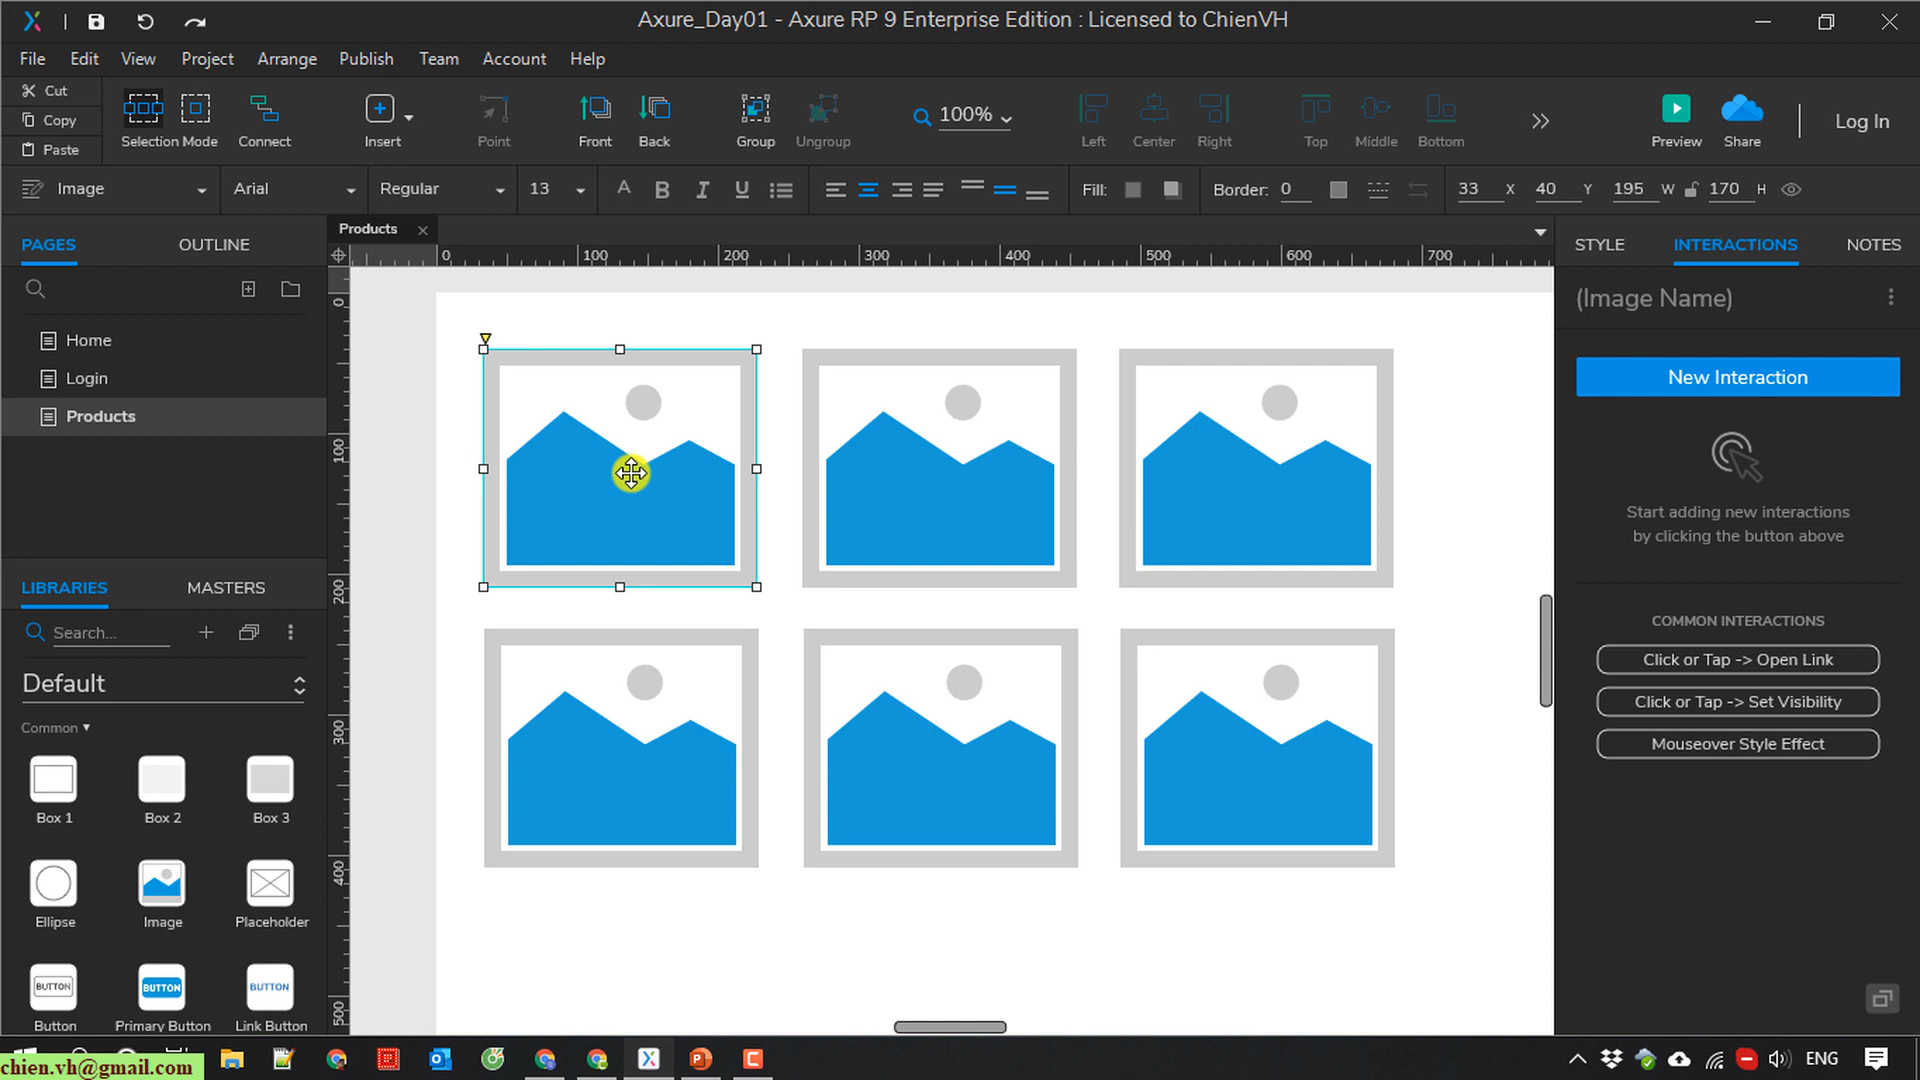 Axure_Day01 - Axure RP 9 Enterprise Edition : Licensed to ChienVH
File Edit View Project Arrange Publish Team Account Help
Cut
Copy
Paste
Selection Mode Connect Insert Point Front Back Group Ungroup 100% Left Center Right Top Middle Bottom Preview Share Log In
Image Arial Regular 13 Fill: Border: 0 33 X 40 Y 195 W 170 H
PAGES OUTLINE
Home
Login
Products
LIBRARIES MASTERS
Search...
Default
Common
Box 1 Box 2 Box 3
Ellipse Image Placeholder
BUTTON BUTTON BUTTON
Button Primary Button Link Button
Products
0 100 200 300 400 500 600 700
0
100
200
300
400
500
STYLE INTERACTIONS NOTES
(Image Name)
New Interaction
Start adding new interactions
by clicking the button above
COMMON INTERACTIONS
Click or Tap -> Open Link
Click or Tap -> Set Visibility
Mouseover Style Effect
chien.vh@gmail.com
ENG